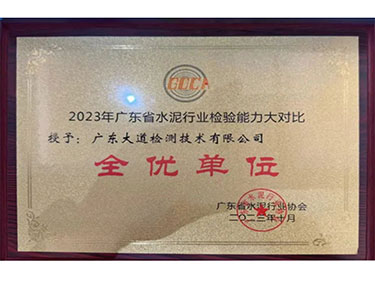 2023年广东省水泥行业检验能力大对比
授予：广东大道检测技术有限公司
全优单位
广东省水泥行业协会
二〇二三年十月